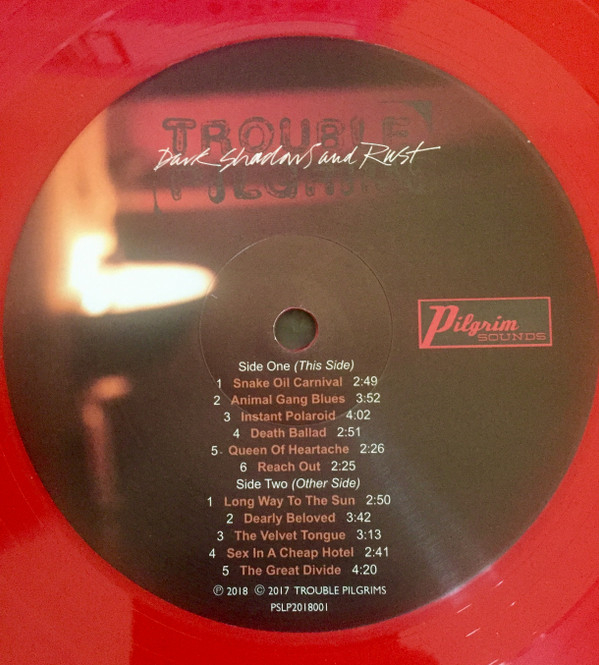 TROUBLE
Dark Shadows and Rust
PILGRIMS
Pilgrim
SOUNDS
Side One (This Side)
1 Snake Oil Carnival 2:49
2 Animal Gang Blues 3:52
3 Instant Polaroid 4:02
4 Death Ballad 2:51
5 Queen Of Heartache 2:26
6 Reach Out 2:25
Side Two (Other Side)
1 Long Way To The Sun 2:50
2 Dearly Beloved 3:42
3 The Velvet Tongue 3:13
4 Sex In A Cheap Hotel 2:41
5 The Great Divide 4:20
℗ 2018 © 2017 TROUBLE PILGRIMS
PSLP2018001